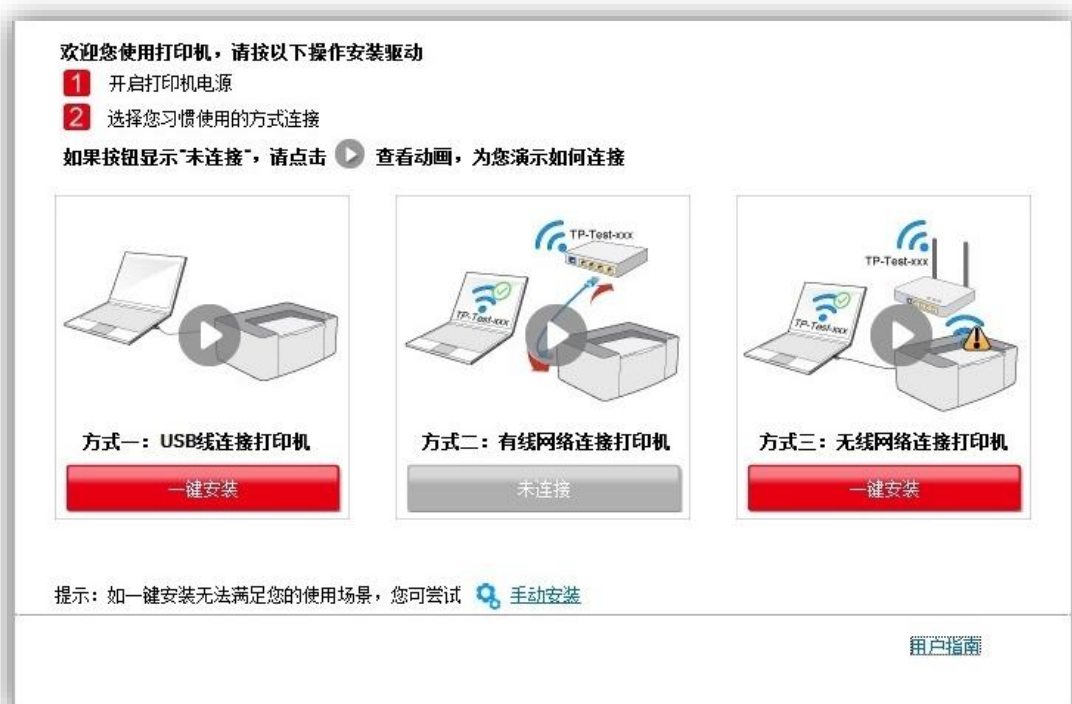 欢迎您使用打印机，请按以下操作安装驱动
1 开启打印机电源
2 选择您习惯使用的方式连接
如果按钮显示"未连接"，请点击 查看动画，为您演示如何连接
TP-Test-xxx
TP-Test-xxx
TP-Test-xxx
TP-Test-xxx
方式一：USB线连接打印机
方式二：有线网络连接打印机
方式三：无线网络连接打印机
一键安装
未连接
一键安装
提示：如一键安装无法满足您的使用场景，您可尝试 手动安装
用户指南